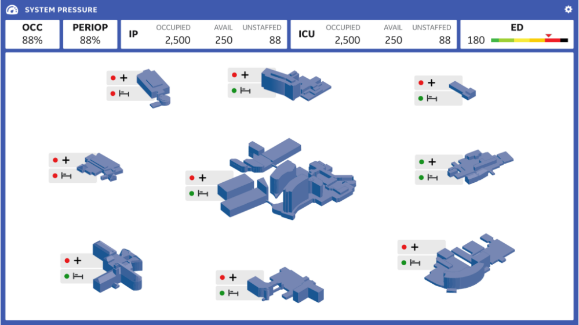 SYSTEM PRESSURE
OCC
88%
PERIOP
88%
IP
OCCUPIED AVAIL UNSTAFFED
2,500 250 88
ICU
OCCUPIED AVAIL UNSTAFFED
2,500 250 88
ED
180